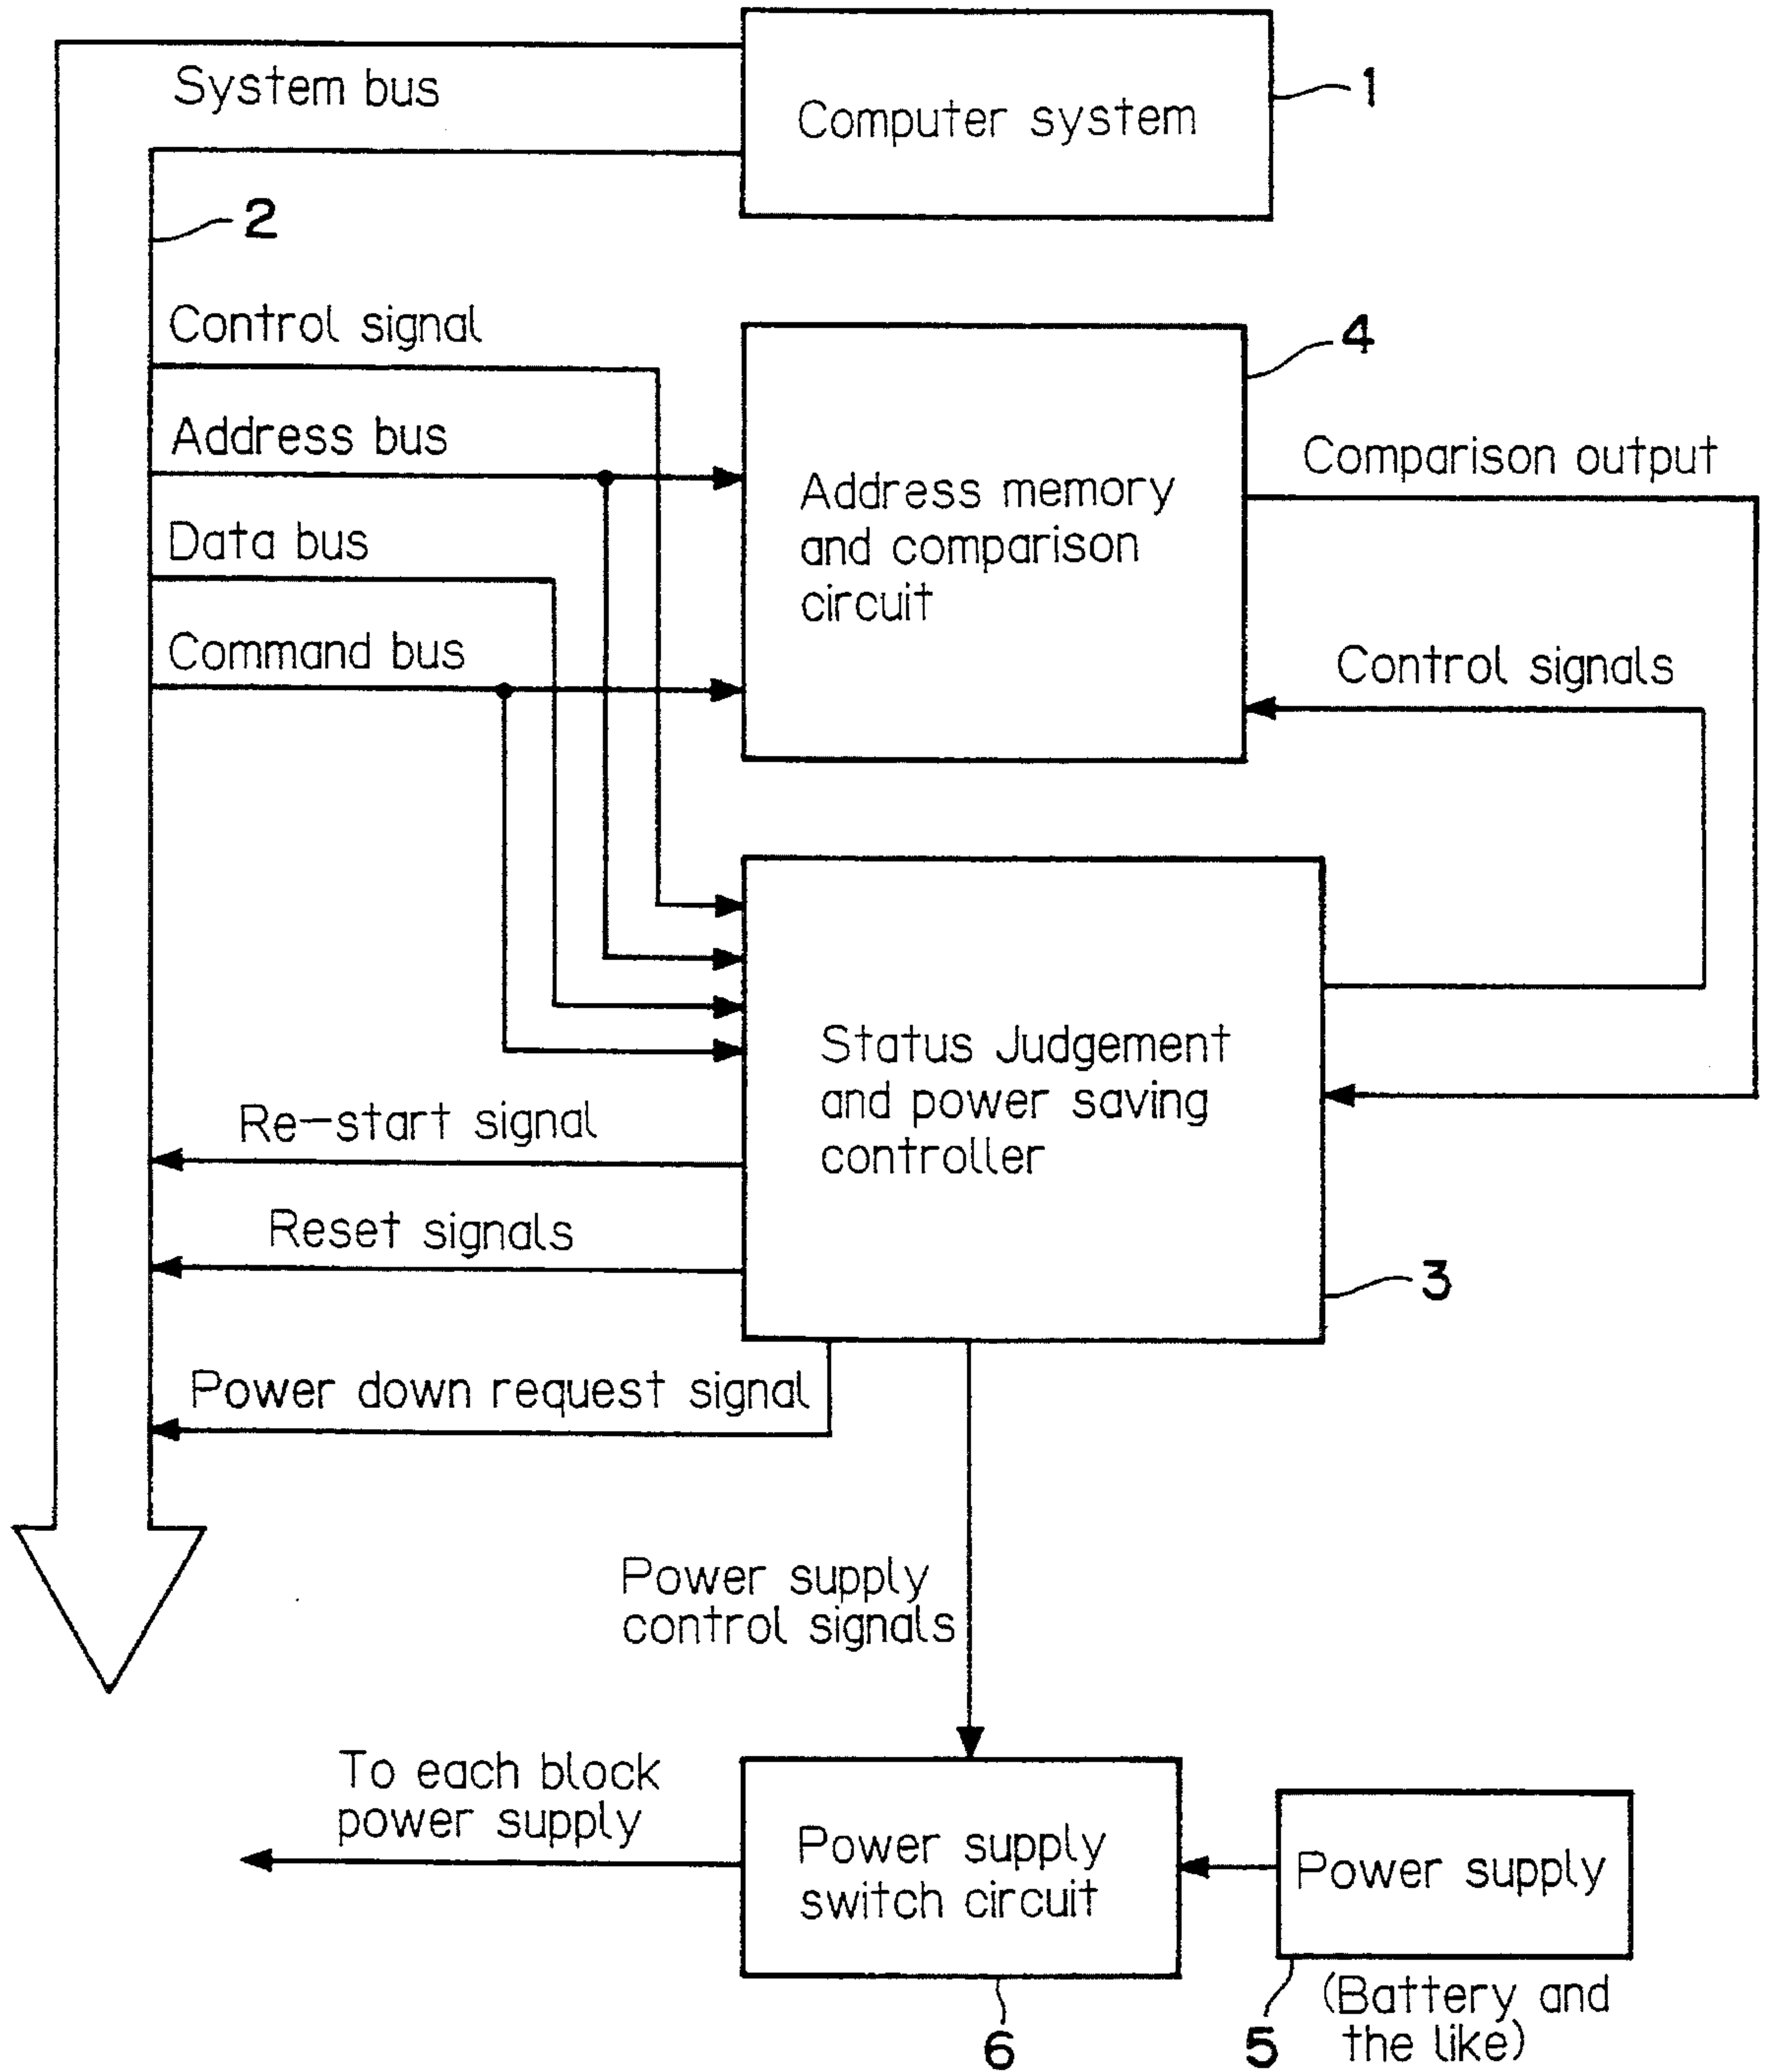 System bus
Computer system
1
2
Control signal
4
Address bus
Comparison output
Address memory
and comparison
circuit
Data bus
Command bus
Control signals
Status Judgement
and power saving
controller
Re-start signal
Reset signals
3
Power down request signal
Power supply
control signals
To each block
power supply
Power supply
switch circuit
Power supply
6
5
(Battery and
the like)